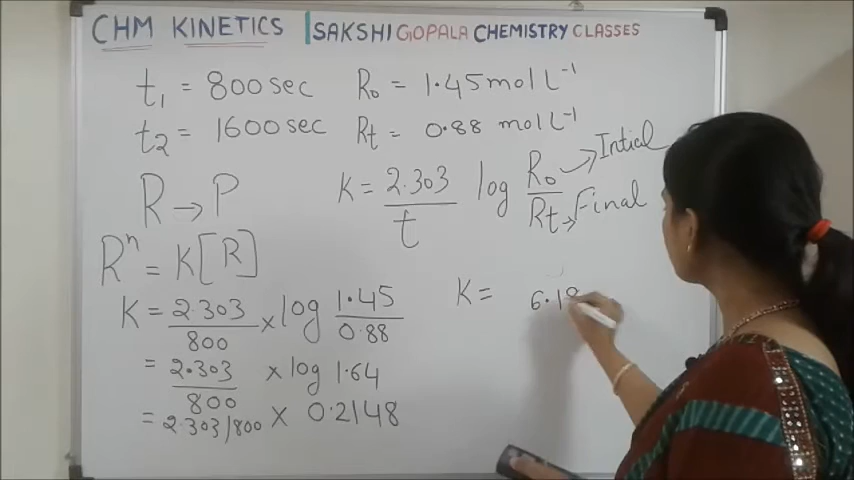 CHM KINETICS | SAKSHI GOPALA CHEMISTRY CLASSES
t₁ = 800 sec R₀ = 1.45 mol L⁻¹
t₂ = 1600 sec Rt = 0.88 mol L⁻¹
R → P K = 2.303/t log R₀/Rt → Intial → Final
Rⁿ = K[R]
K = 2.303/800 × log 1.45/0.88 K =
= 2.303/800 × log 1.64
= 2.303/800 × 0.2148